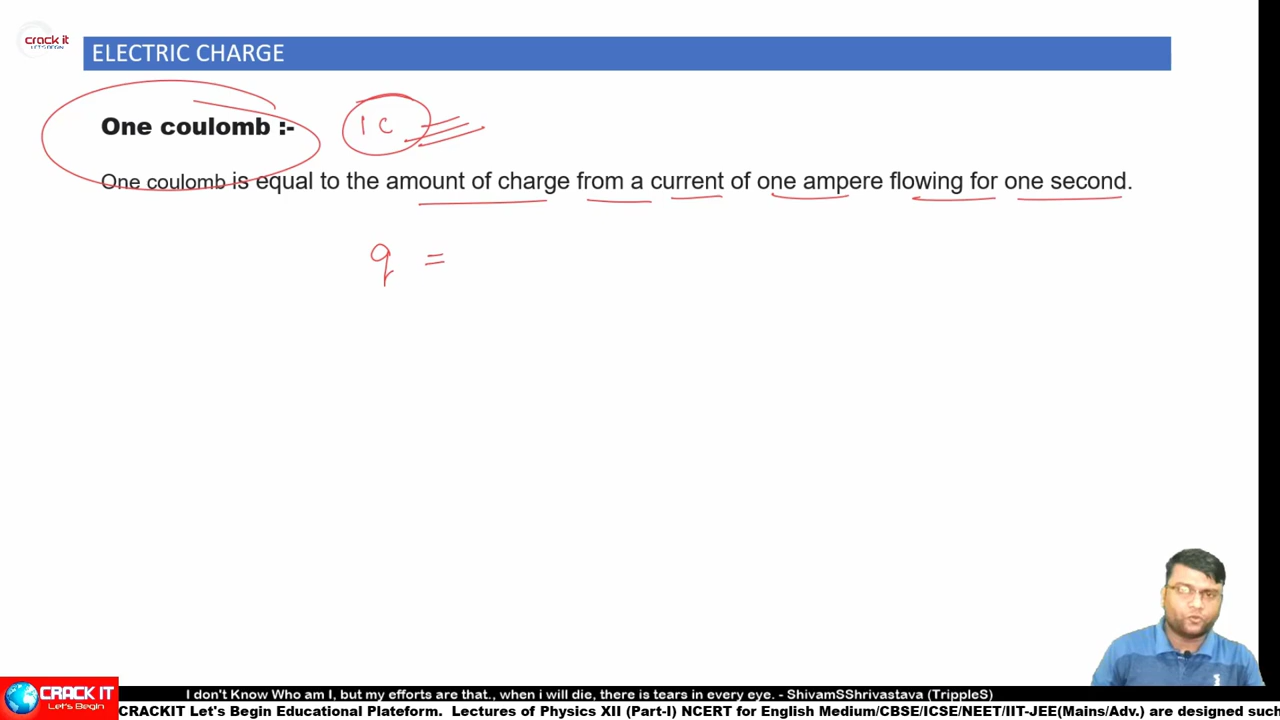 crack it
LET'S BEGIN
ELECTRIC CHARGE
One coulomb :-
1C
One coulomb is equal to the amount of charge from a current of one ampere flowing for one second.
q =
CRACK IT
Let's Begin
I don't Know Who am I, but my efforts are that., when i will die, there is tears in every eye. - ShivamSShrivastava (TrippleS)
CRACKIT Let's Begin Educational Plateform. Lectures of Physics XII (Part-I) NCERT for English Medium/CBSE/ICSE/NEET/IIT-JEE(Mains/Adv.) are designed such